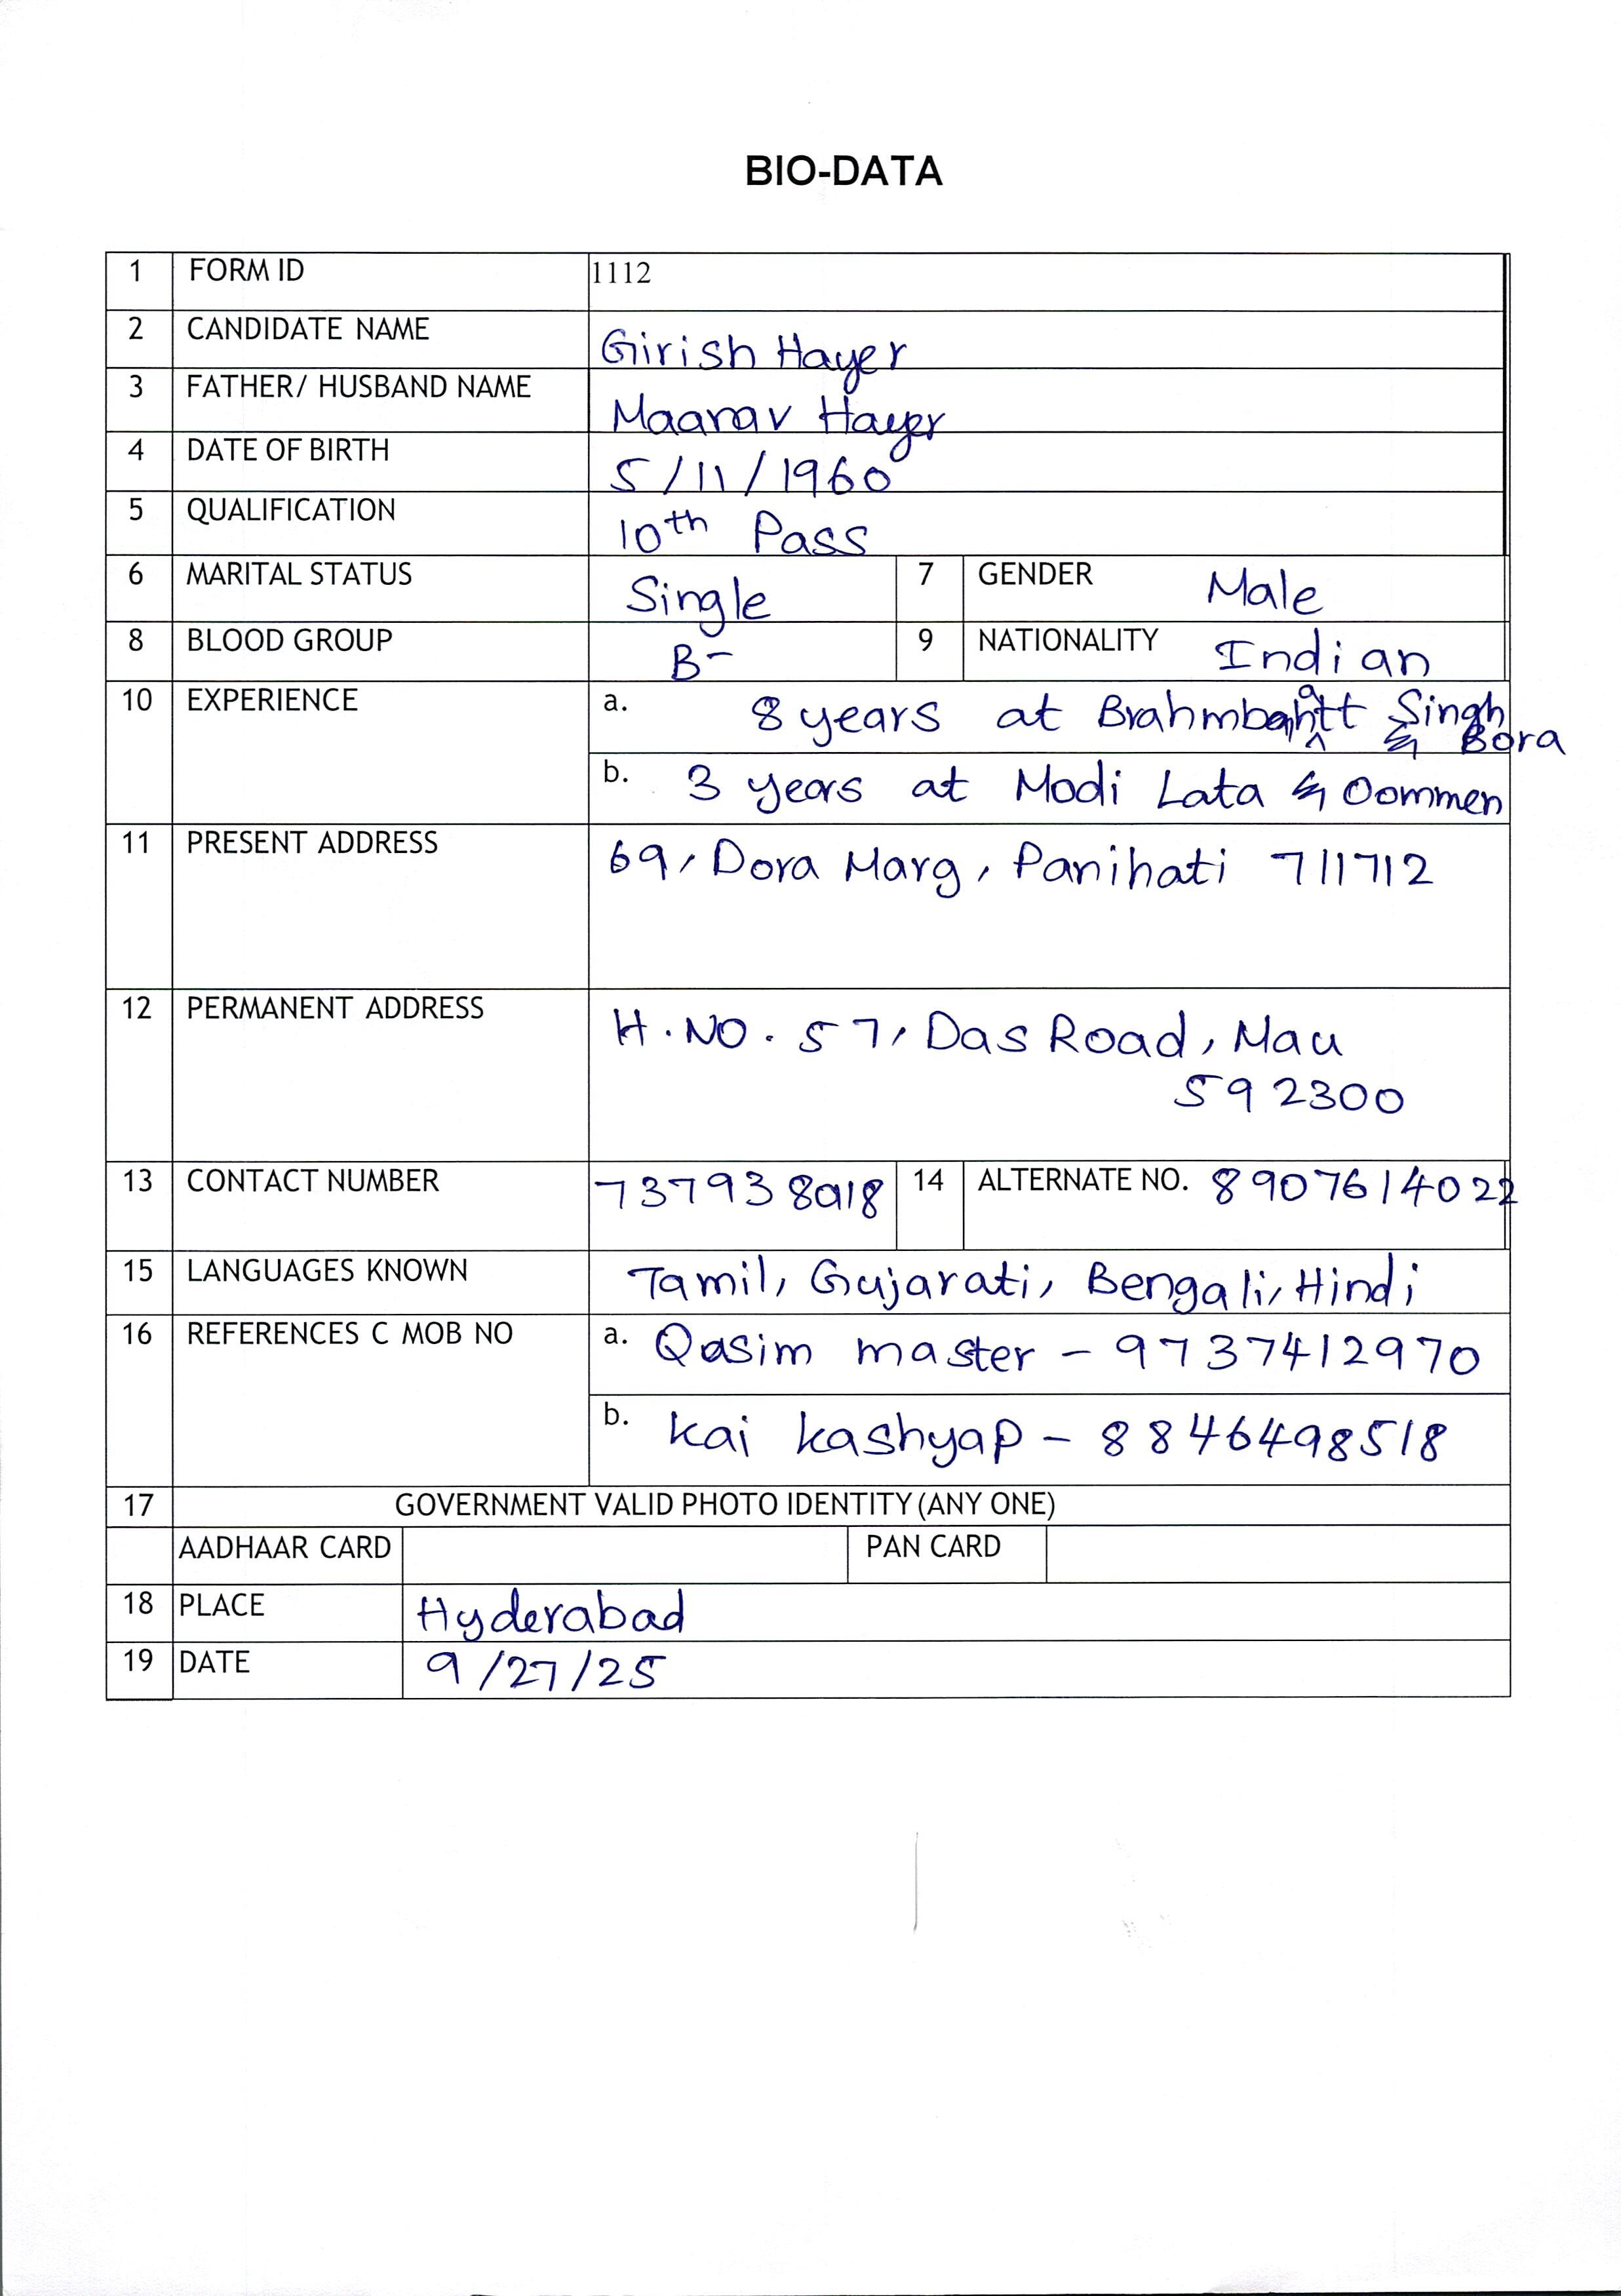 BIO-DATA
1 FORM ID 1112
2 CANDIDATE NAME Girish Hayer
3 FATHER/ HUSBAND NAME Maanav Hayer
4 DATE OF BIRTH 5/11/1960
5 QUALIFICATION 10th Pass
6 MARITAL STATUS Single 7 GENDER Male
8 BLOOD GROUP B- 9 NATIONALITY Indian
10 EXPERIENCE a. 8 years at Brahmbhatt Singh
& Bora
b. 3 years at Modi Lata & Oommen
11 PRESENT ADDRESS 69, Dora Marg, Panihati 711712
12 PERMANENT ADDRESS H.NO. 57, Das Road, Mau
592300
13 CONTACT NUMBER 737938918 14 ALTERNATE NO. 8907614022
15 LANGUAGES KNOWN Tamil, Gujarati, Bengali, Hindi
16 REFERENCES C MOB NO a. Qasim master - 9737412970
b. Kai Kashyap - 8846498518
17 GOVERNMENT VALID PHOTO IDENTITY (ANY ONE)
AADHAAR CARD PAN CARD
18 PLACE Hyderabad
19 DATE 9/27/25